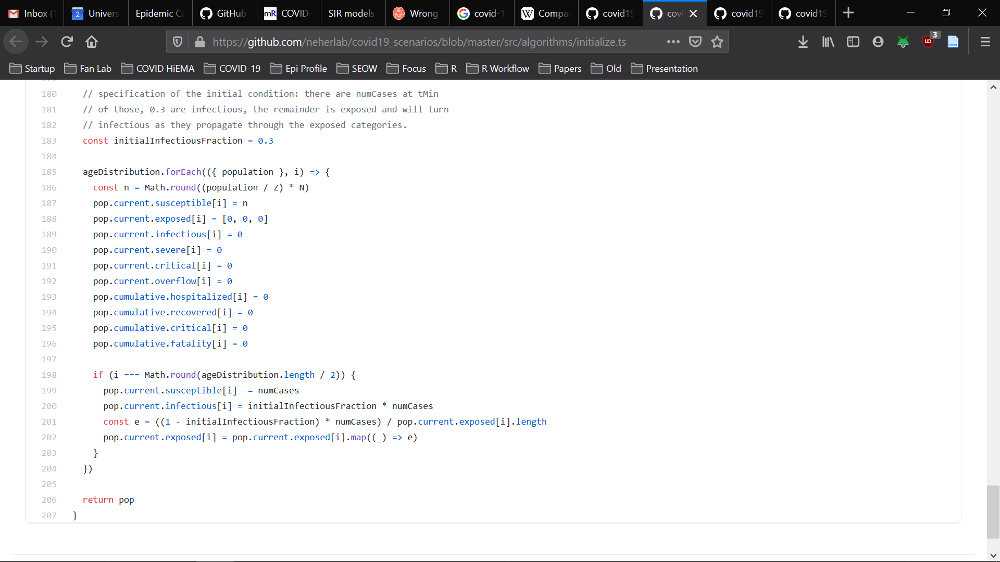 Inbox (1
2 Univers
Epidemic Ca
GitHub
mR COVID-
SIR models
Wrong
G covid-1
W Compa
covid19
covi
covid19
covid19
https://github.com/neherlab/covid19_scenarios/blob/master/src/algorithms/initialize.ts
3
Startup Fan Lab COVID HiEMA COVID-19 Epi Profile SEOW Focus R R Workflow Papers Old Presentation
179
180 // specification of the initial condition: there are numCases at tMin
181 // of those, 0.3 are infectious, the remainder is exposed and will turn
182 // infectious as they propagate through the exposed categories.
183 const initialInfectiousFraction = 0.3
184
185 ageDistribution.forEach(({ population }, i) => {
186 const n = Math.round((population / Z) * N)
187 pop.current.susceptible[i] = n
188 pop.current.exposed[i] = [0, 0, 0]
189 pop.current.infectious[i] = 0
190 pop.current.severe[i] = 0
191 pop.current.critical[i] = 0
192 pop.current.overflow[i] = 0
193 pop.cumulative.hospitalized[i] = 0
194 pop.cumulative.recovered[i] = 0
195 pop.cumulative.critical[i] = 0
196 pop.cumulative.fatality[i] = 0
197
198 if (i === Math.round(ageDistribution.length / 2)) {
199 pop.current.susceptible[i] -= numCases
200 pop.current.infectious[i] = initialInfectiousFraction * numCases
201 const e = ((1 - initialInfectiousFraction) * numCases) / pop.current.exposed[i].length
202 pop.current.exposed[i] = pop.current.exposed[i].map((_) => e)
203 }
204 })
205
206 return pop
207 }